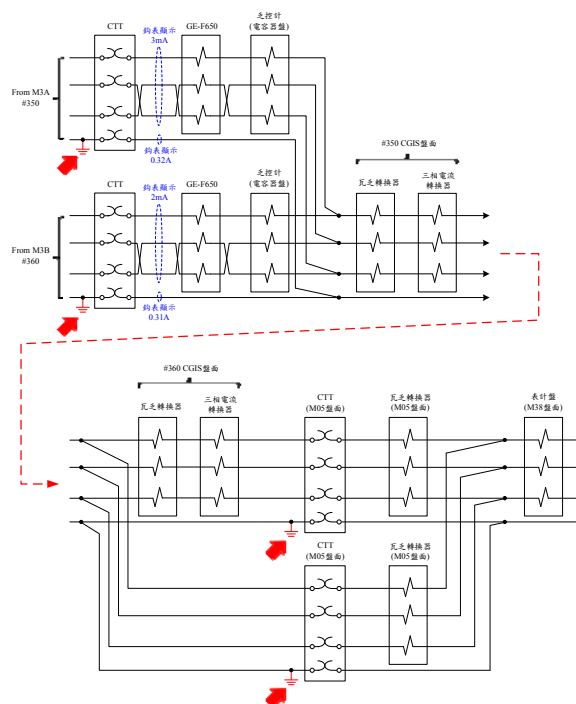 CTT
鈎表顯示
3mA
GE-F650
乏控計
(電容器盤)
From M3A
#350
鈎表顯示
0.32A
#350 CGIS盤面
CTT
鈎表顯示
2mA
GE-F650
乏控計
(電容器盤)
瓦乏轉換器
三相電流
轉換器
From M3B
#360
鈎表顯示
0.31A
#360 CGIS盤面
瓦乏轉換器
三相電流
轉換器
CTT
(M05盤面)
瓦乏轉換器
(M05盤面)
表計盤
(M38盤面)
CTT
(M05盤面)
瓦乏轉換器
(M05盤面)